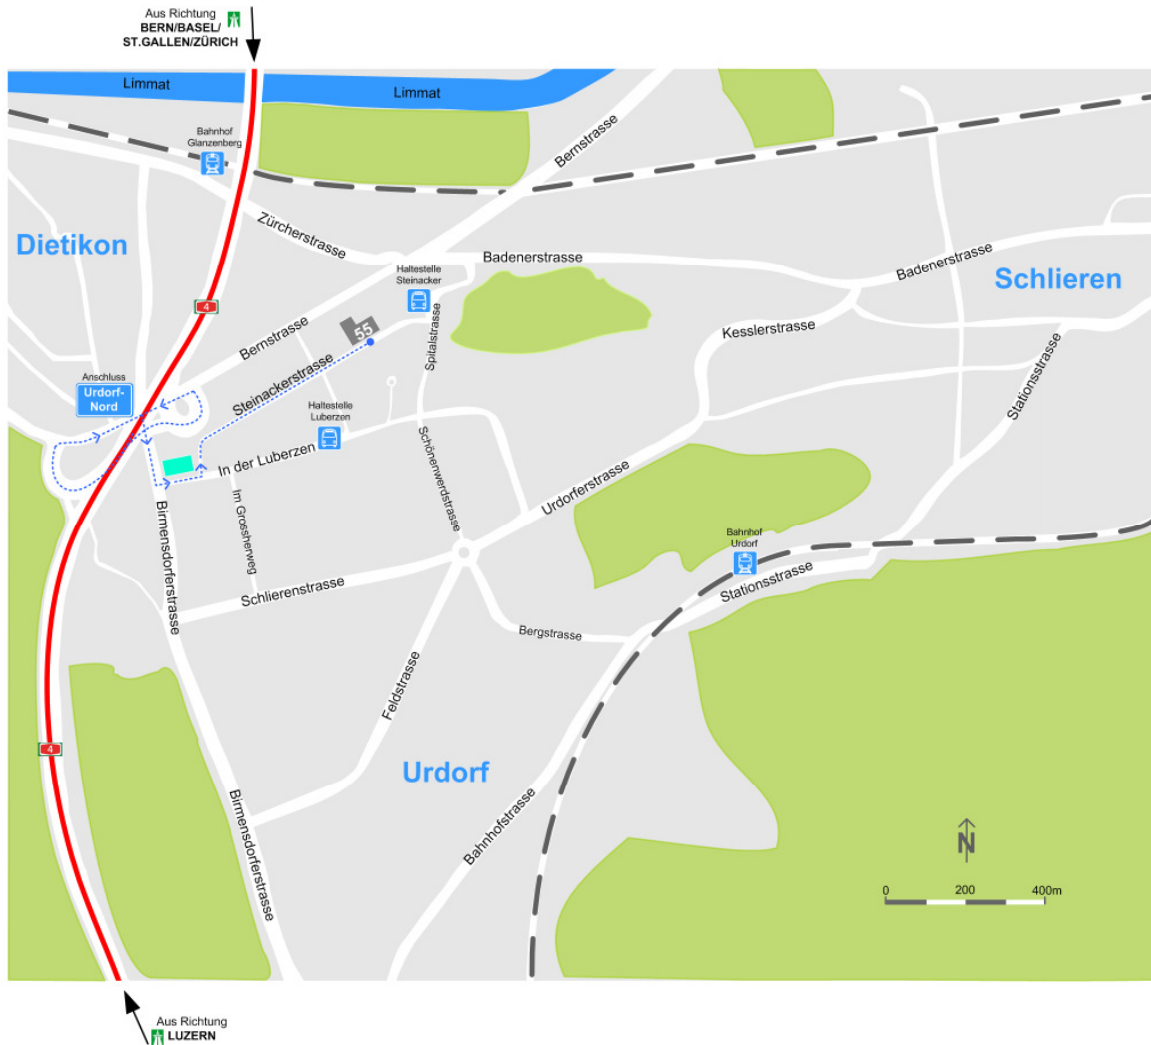 Aus Richtung
BERN/BASEL/
ST.GALLEN/ZÜRICH
Limmat
Limmat
Bahnhof
Glanzenberg
Bernstrasse
Zürcherstrasse
Dietikon
Badenerstrasse
Badenerstrasse
Haltestelle
Steinacker
Schlieren
4
55
Bernstrasse
Spitalstrasse
Kesslerstrasse
Steinackerstrasse
Stationsstrasse
Anschluss
Urdorf-
Nord
Haltestelle
Luberzen
In der Luberzen
Schönenwerdstrasse
Urdorferstrasse
Im Grossherweg
Birmensdorferstrasse
Bahnhof
Urdorf
Stationsstrasse
Schlierenstrasse
Bergstrasse
Feldstrasse
4
Urdorf
Birmensdorferstrasse
Bahnhofstrasse
N
0 200 400m
Aus Richtung
LUZERN